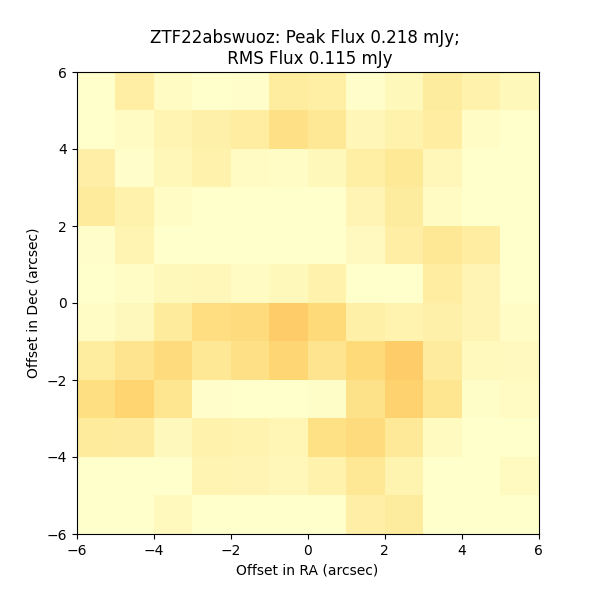 ZTF22abswuoz: Peak Flux 0.218 mJy;
RMS Flux 0.115 mJy
6
4
2
0
−2
−4
−6
Offset in Dec (arcsec)
−6 −4 −2 0 2 4 6
Offset in RA (arcsec)